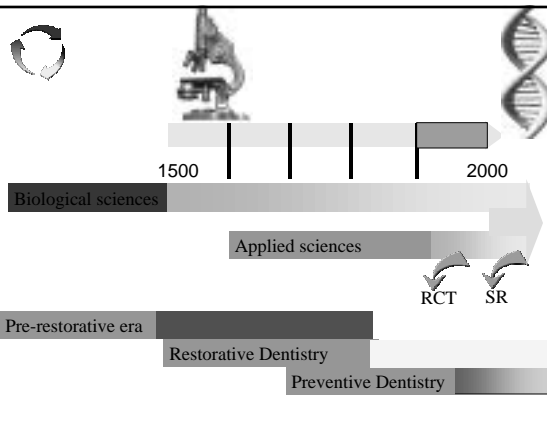 1500 2000
Biological sciences
Applied sciences
RCT SR
Pre-restorative era
Restorative Dentistry
Preventive Dentistry